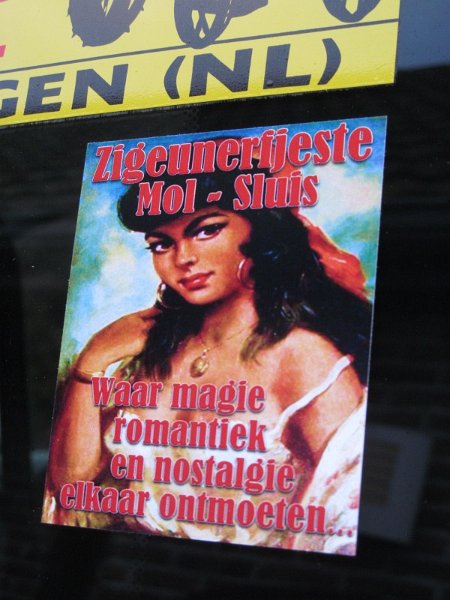 GEN (NL)
Zigeunerfjeste
Mol - Sluis
Waar magie
romantiek
en nostalgie
elkaar ontmoeten...